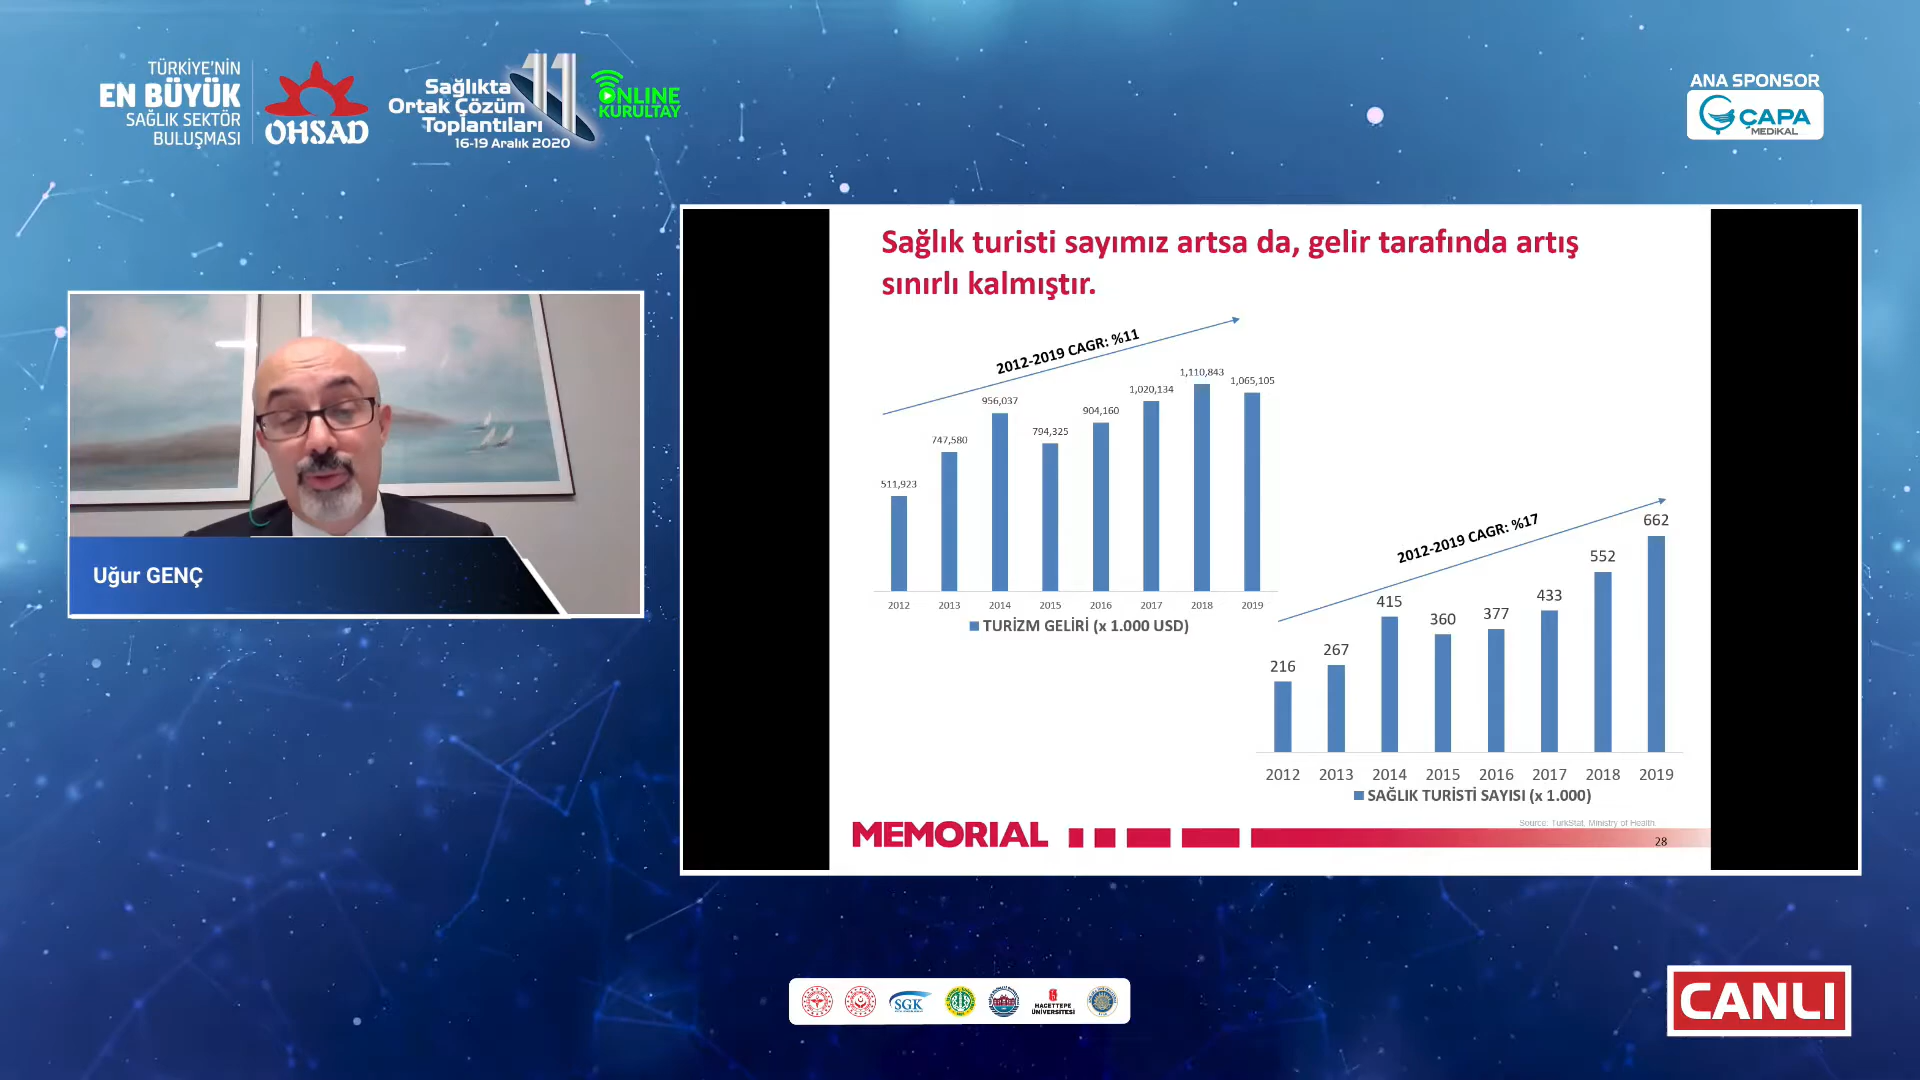 TÜRKİYE'NİN
EN BÜYÜK
SAĞLIK SEKTÖR
BULUŞMASI
OHSAD
Sağlıkta
Ortak Çözüm
Toplantıları
11
16-19 Aralık 2020
ONLINE
KURULTAY
ANA SPONSOR
ÇAPA
MEDİKAL
Uğur GENÇ
Sağlık turisti sayımız artsa da, gelir tarafında artış
sınırlı kalmıştır.
2012-2019 CAGR: %11
511,923
747,580
956,037
794,325
904,160
1,020,134
1,110,843
1,065,105
2012 2013 2014 2015 2016 2017 2018 2019
TURİZM GELİRİ (x 1.000 USD)
2012-2019 CAGR: %17
216
267
415
360
377
433
552
662
2012 2013 2014 2015 2016 2017 2018 2019
SAĞLIK TURİSTİ SAYISI (x 1.000)
Source: TurkStat, Ministry of Health.
MEMORIAL
28
SGK
HACETTEPE
ÜNİVERSİTESİ
CANLI